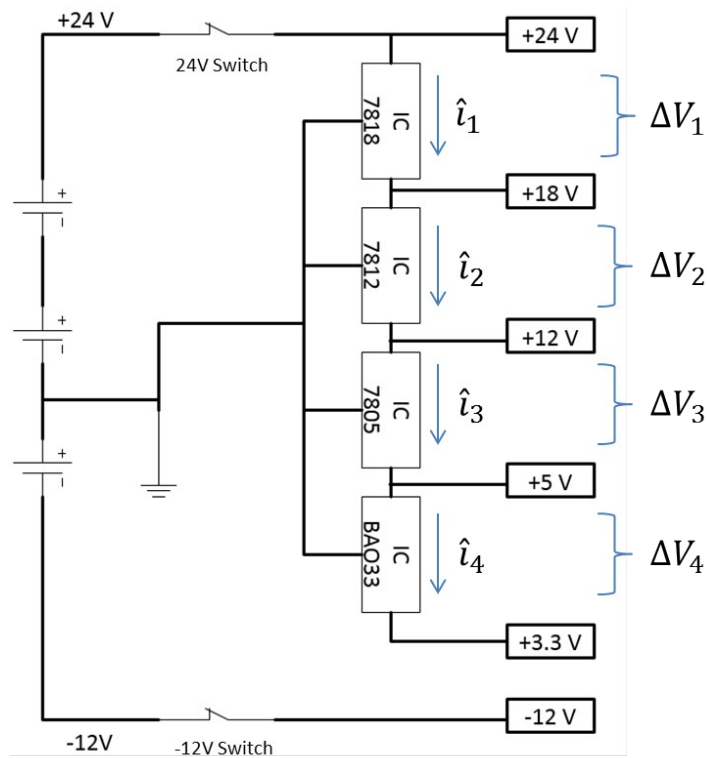 +24 V
24V Switch
+24 V
IC
7818
î1
ΔV1
+18 V
IC
7812
î2
ΔV2
+12 V
IC
7805
î3
ΔV3
+5 V
IC
BAO33
î4
ΔV4
+3.3 V
-12 V
-12V
-12V Switch
+
−
+
−
+
−